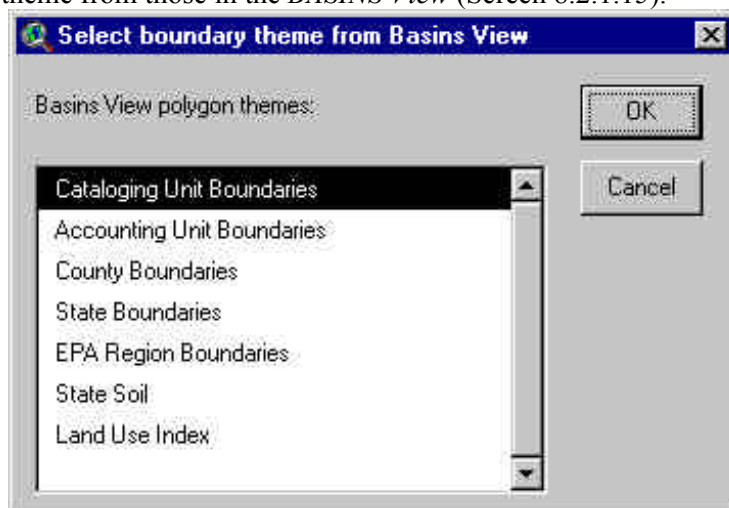 theme from those in the BASINS View (Screen 6.2.1.15).
Select boundary theme from Basins View
Basins View polygon themes:
OK
Cataloging Unit Boundaries
Cancel
Accounting Unit Boundaries
County Boundaries
State Boundaries
EPA Region Boundaries
State Soil
Land Use Index